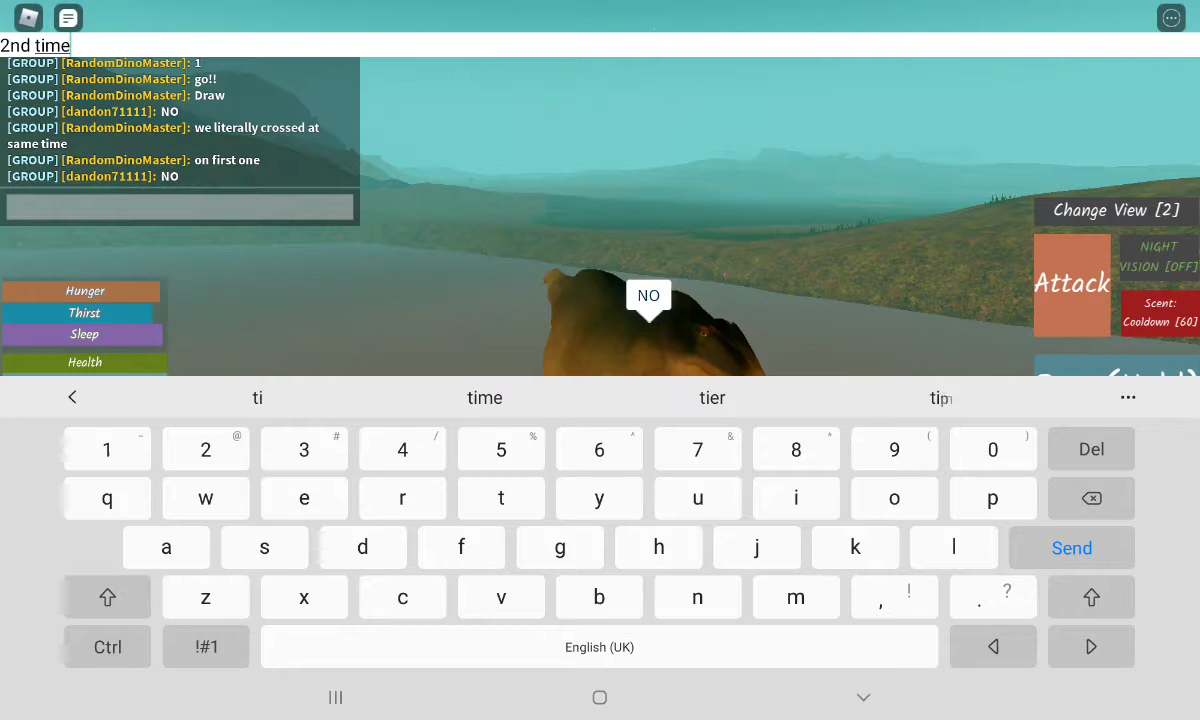 2nd time
[GROUP] [RandomDinoMaster]: 1
[GROUP] [RandomDinoMaster]: go!!
[GROUP] [RandomDinoMaster]: Draw
[GROUP] [dandon71111]: NO
[GROUP] [RandomDinoMaster]: we literally crossed at
same time
[GROUP] [RandomDinoMaster]: on first one
[GROUP] [dandon71111]: NO
Change View [2]
Attack
NIGHT
VISION [OFF]
Scent:
Cooldown [60]
NO
Hunger
Thirst
Sleep
Health
ti time tier
1 2 3 4 5 6 7 8 9 0 Del
~ @ # / % ^ & * ( )
q w e r t y u i o p
a s d f g h j k l Send
z x c v b n m , ! . ?
Ctrl !#1 English (UK)